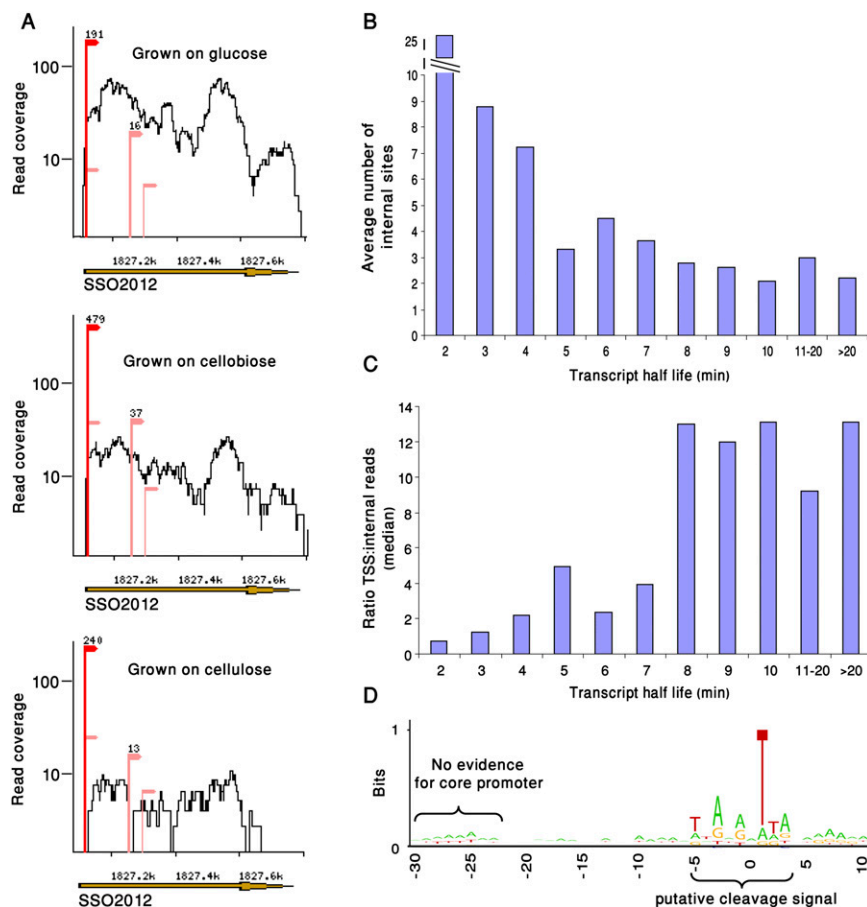 A
191
Grown on glucose
100
16
10
Read coverage
1827.2k 1827.4k 1827.6k
SSO2012
479
Grown on cellobiose
100
37
10
Read coverage
1827.2k 1827.4k 1827.6k
SSO2012
240
Grown on cellulose
100
13
10
Read coverage
1827.2k 1827.4k 1827.6k
SSO2012
B
25
10
9
8
7
6
5
4
3
2
1
0
Average number of
internal sites
2 3 4 5 6 7 8 9 10 11-20 >20
Transcript half life (min)
C
14
12
10
8
6
4
2
0
Ratio TSS:internal reads
(median)
2 3 4 5 6 7 8 9 10 11-20 >20
Transcript half life (min)
D
1
Bits
0
No evidence
for core promoter
-30 -25 -20 -15 -10 -5 0 5 10
putative cleavage signal